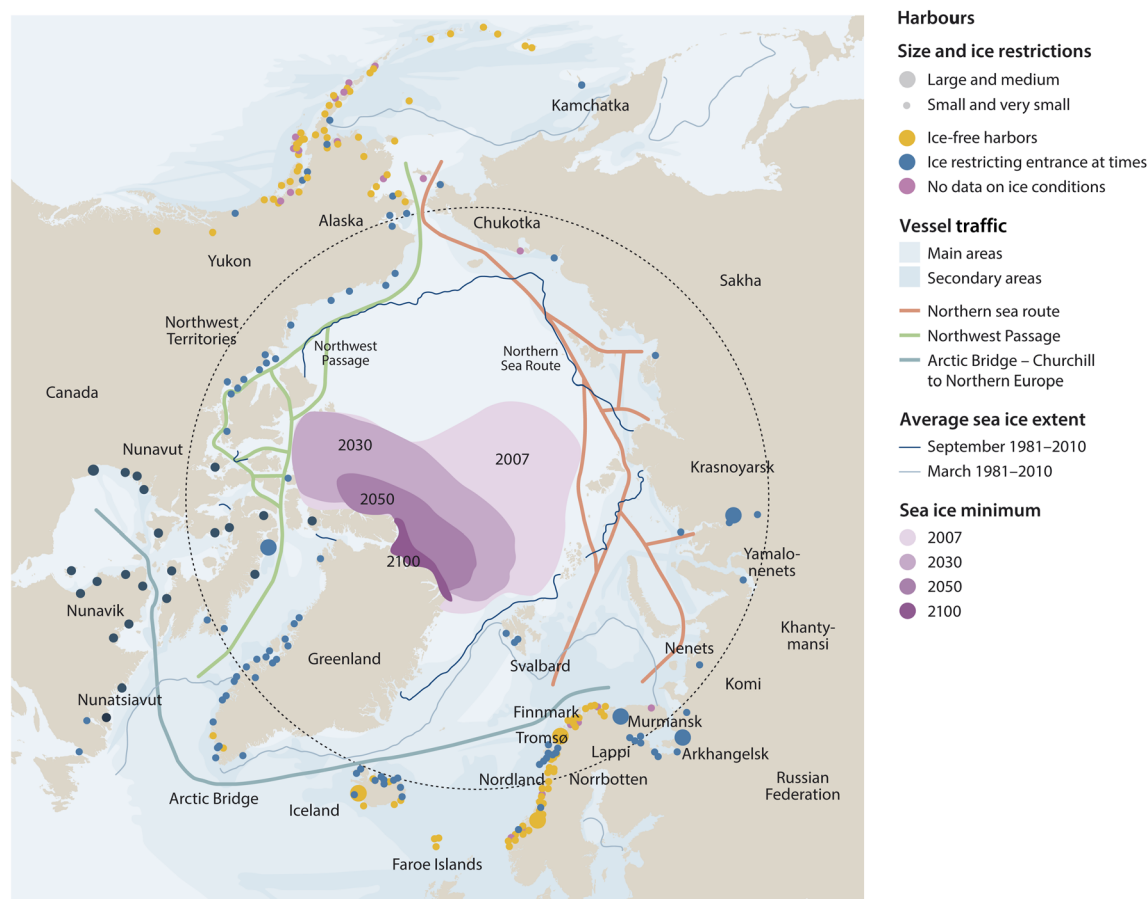 Kamchatka
Alaska
Chukotka
Yukon
Sakha
Northwest
Territories
Northwest
Passage
Northern
Sea Route
Canada
2030
2007
Nunavut
Krasnoyarsk
2050
2100
Yamalo-
nenets
Nunavik
Khanty-
mansi
Greenland
Svalbard
Nenets
Komi
Nunatsiavut
Finnmark
Murmansk
Tromsø
Lappi
Arkhangelsk
Nordland
Norrbotten
Russian
Federation
Arctic Bridge
Iceland
Faroe Islands
Harbours
Size and ice restrictions
Large and medium
Small and very small
Ice-free harbors
Ice restricting entrance at times
No data on ice conditions
Vessel traffic
Main areas
Secondary areas
Northern sea route
Northwest Passage
Arctic Bridge – Churchill
to Northern Europe
Average sea ice extent
September 1981–2010
March 1981–2010
Sea ice minimum
2007
2030
2050
2100